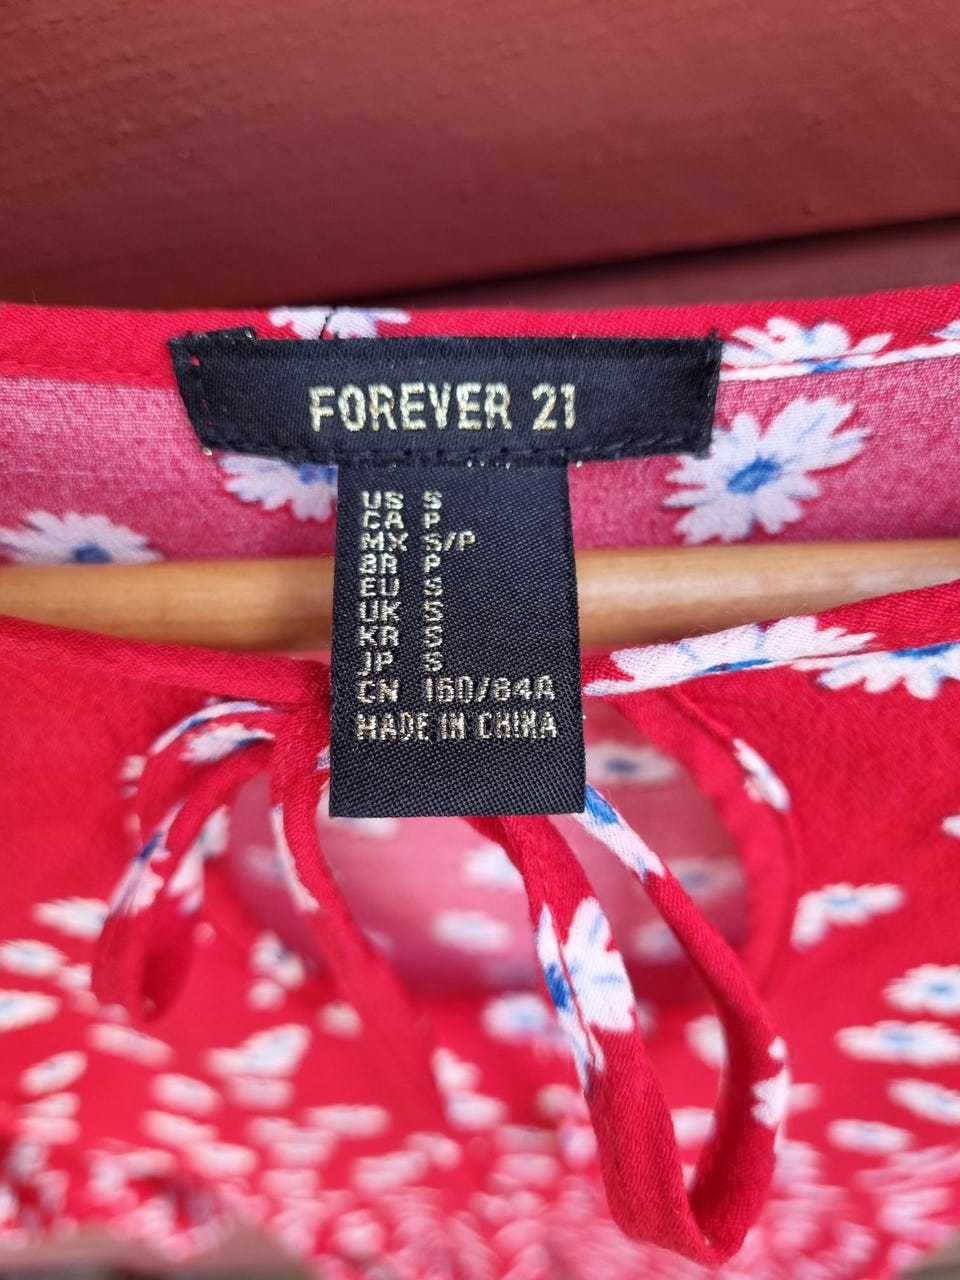 FOREVER 21
US S
CA P
MX S/P
BR P
EU S
UK S
KR S
JP S
CN 160/84A
MADE IN CHINA